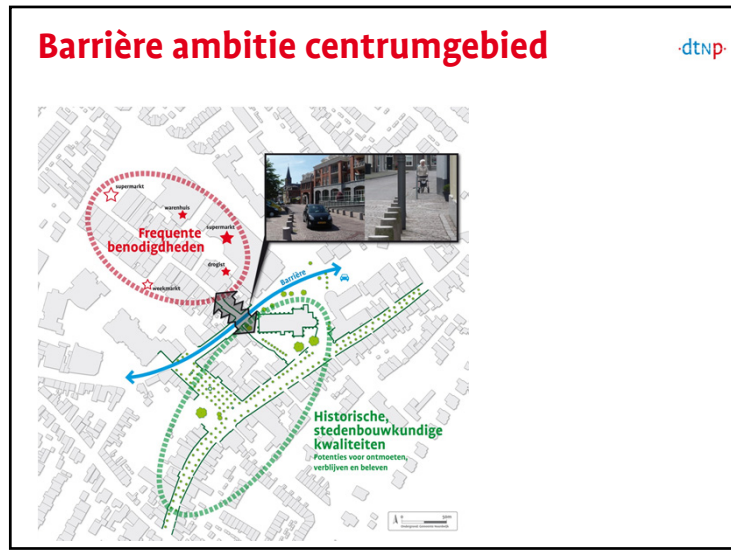 Barrière ambitie centrumgebied
·dtNp·
supermarkt
warenhuis
supermarkt
Frequente
benodigdheden
drogist
weekmarkt
Barrière
Historische,
stedenbouwkundige
kwaliteiten
Potenties voor ontmoeten,
verblijven en beleven
0